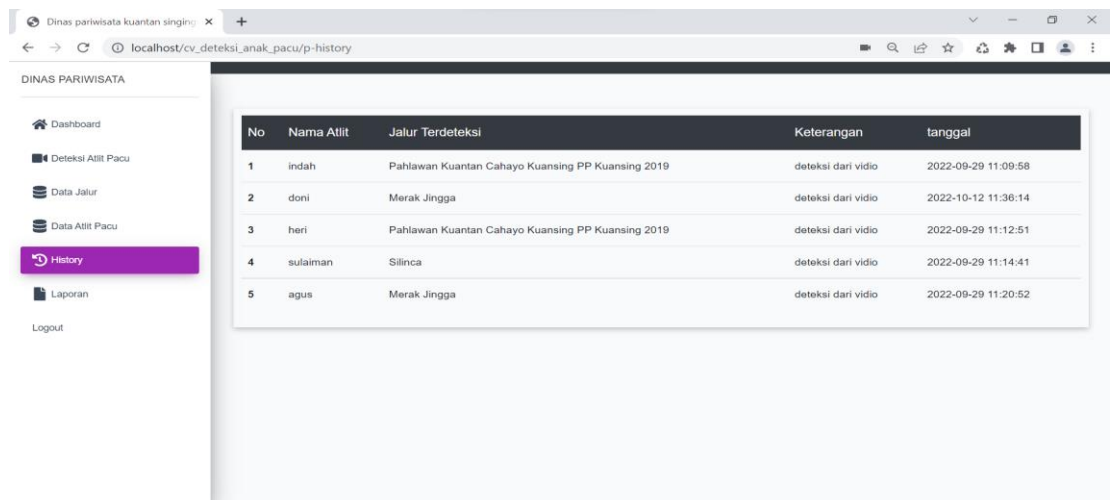 Dinas pariwisata kuantan singing
localhost/cv_deteksi_anak_pacu/p-history
DINAS PARIWISATA
Dashboard
Deteksi Atlit Pacu
Data Jalur
Data Atlit Pacu
History
Laporan
Logout
No Nama Atlit Jalur Terdeteksi Keterangan tanggal
1 indah Pahlawan Kuantan Cahayo Kuansing PP Kuansing 2019 deteksi dari vidio 2022-09-29 11:09:58
2 doni Merak Jingga deteksi dari vidio 2022-10-12 11:36:14
3 heri Pahlawan Kuantan Cahayo Kuansing PP Kuansing 2019 deteksi dari vidio 2022-09-29 11:12:51
4 sulaiman Silinca deteksi dari vidio 2022-09-29 11:14:41
5 agus Merak Jingga deteksi dari vidio 2022-09-29 11:20:52